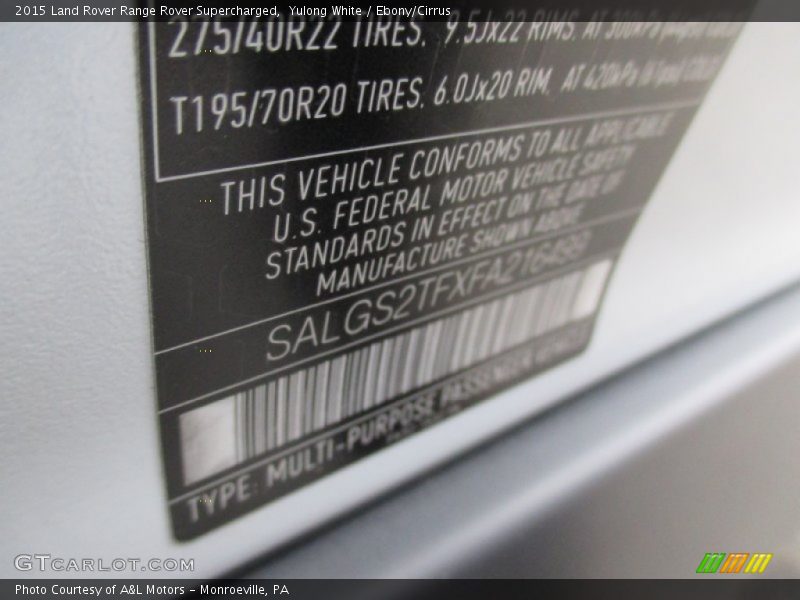 2015 Land Rover Range Rover Supercharged, Yulong White / Ebony/Cirrus
275/40R22 TIRES. 9.5Jx22 RIMS. AT
T195/70R20 TIRES. 6.0Jx20 RIM, AT 420kPa
THIS VEHICLE CONFORMS TO ALL APPLICABLE
U.S. FEDERAL MOTOR VEHICLE SAFETY
STANDARDS IN EFFECT ON THE DATE OF
MANUFACTURE SHOWN ABOVE
SALGS2TFXFA216499
TYPE: MULTI-PURPOSE PASSENGER VEHICLE
GTCARLOT.COM
Photo Courtesy of A&L Motors - Monroeville, PA